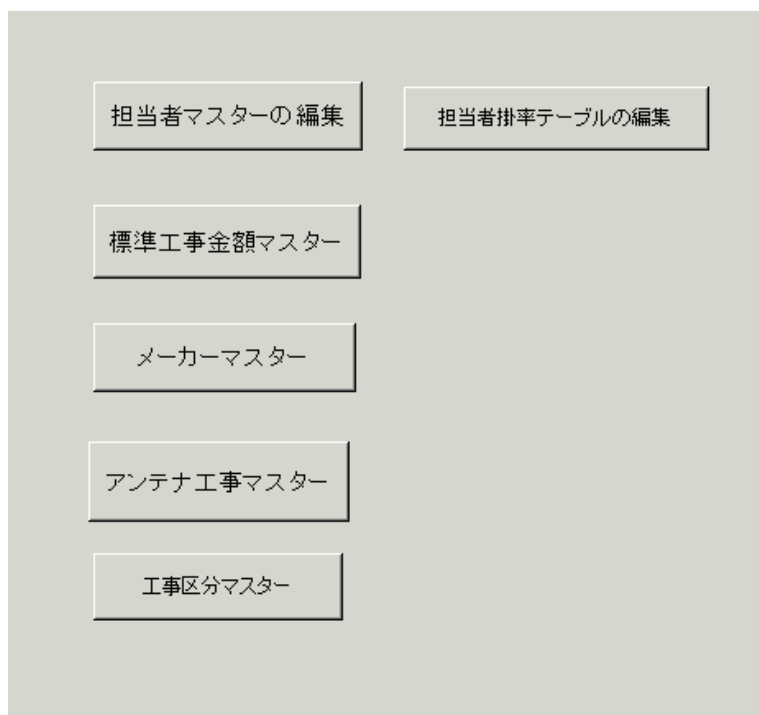 担当者マスターの編集
担当者掛率テーブルの編集
標準工事金額マスター
メーカーマスター
アンテナ工事マスター
工事区分マスター